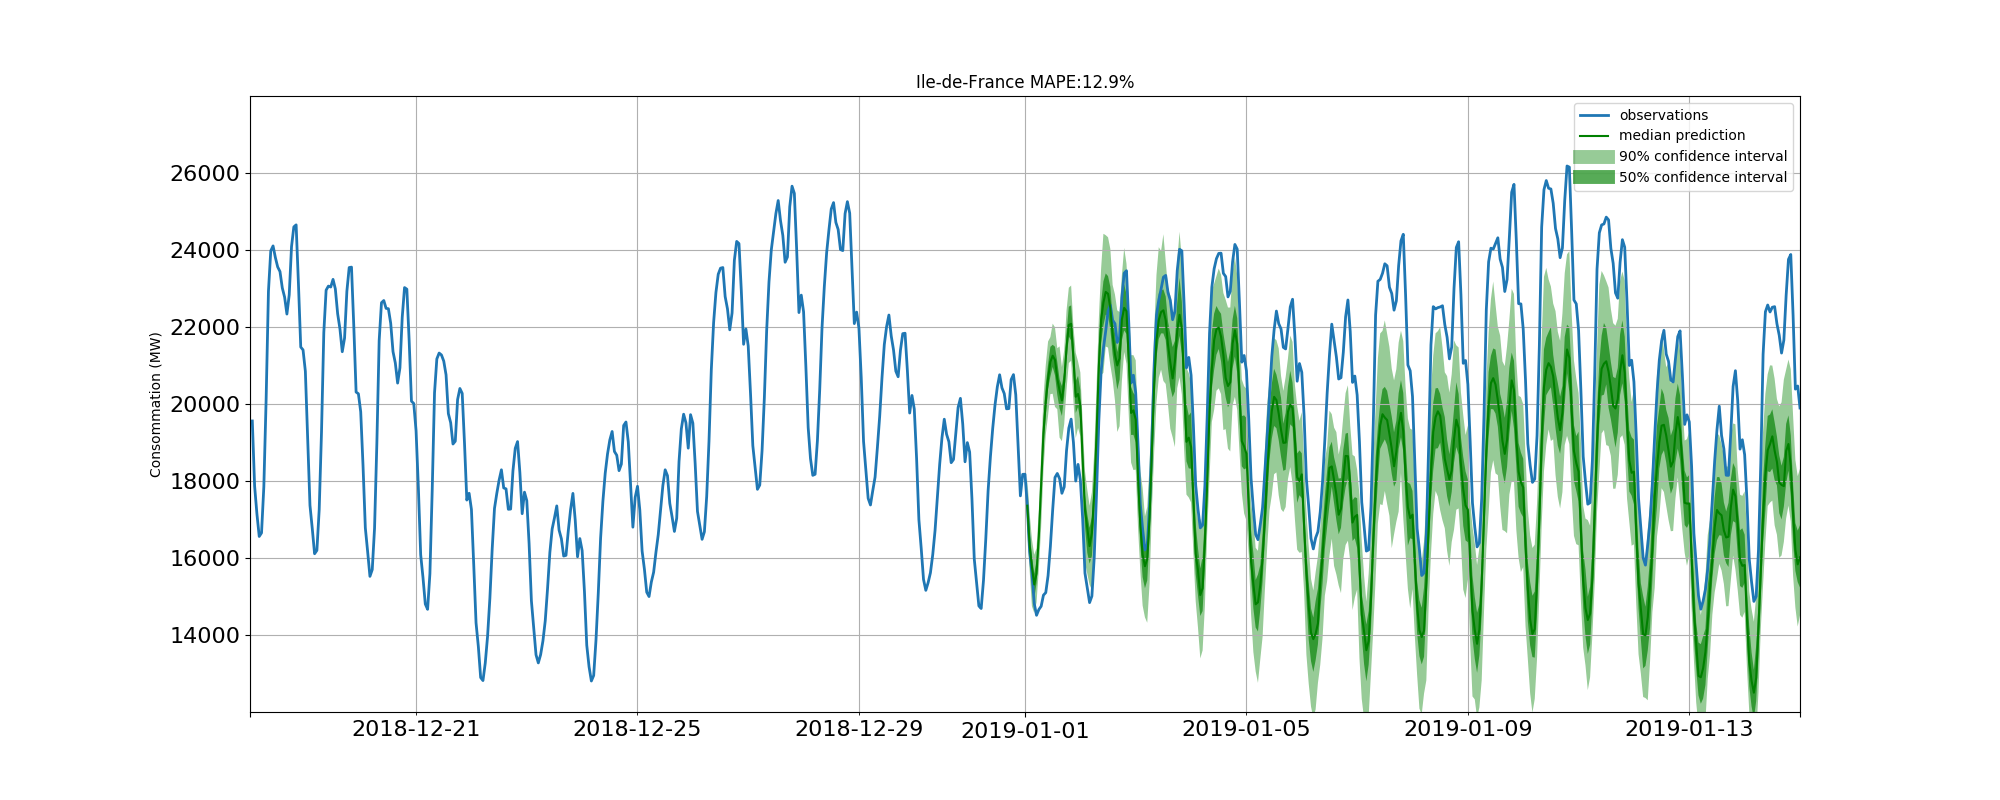 Ile-de-France MAPE:12.9%
observations
median prediction
90% confidence interval
50% confidence interval
Consommation (MW)
26000
24000
22000
20000
18000
16000
14000
2018-12-21 2018-12-25 2018-12-29 2019-01-01 2019-01-05 2019-01-09 2019-01-13